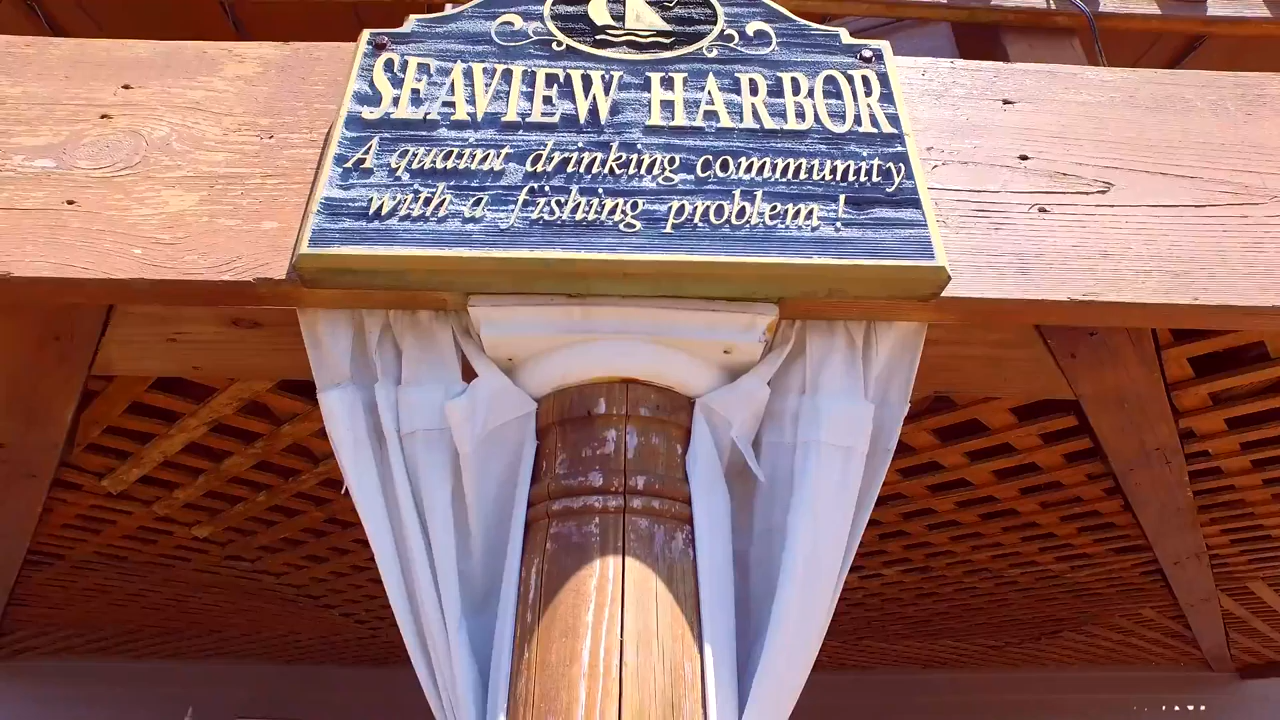 SEAVIEW HARBOR
A quaint drinking community
with a fishing problem!